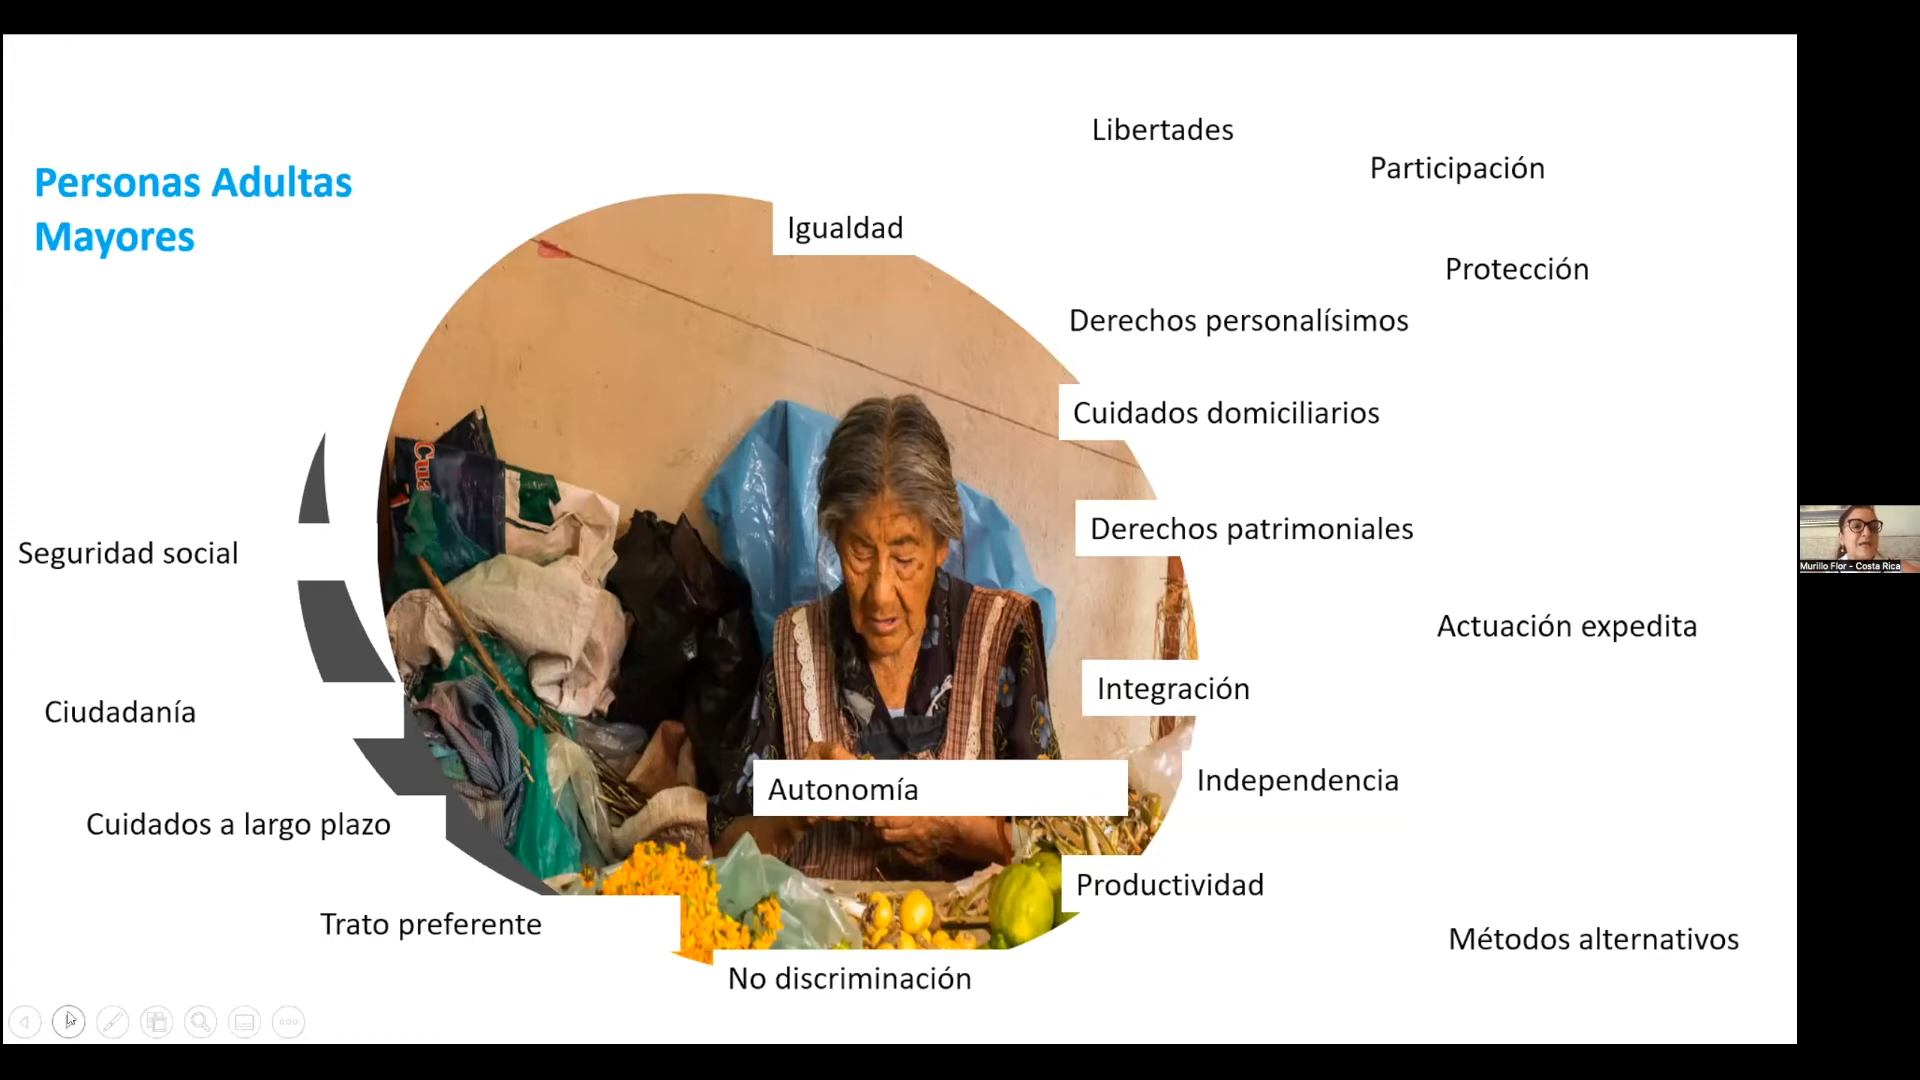 Personas Adultas
Mayores
Libertades
Participación
Igualdad
Protección
Derechos personalísimos
Cuidados domiciliarios
Derechos patrimoniales
Seguridad social
Actuación expedita
Integración
Ciudadanía
Independencia
Autonomía
Cuidados a largo plazo
Productividad
Trato preferente
Métodos alternativos
No discriminación
Murillo Flor - Costa Rica